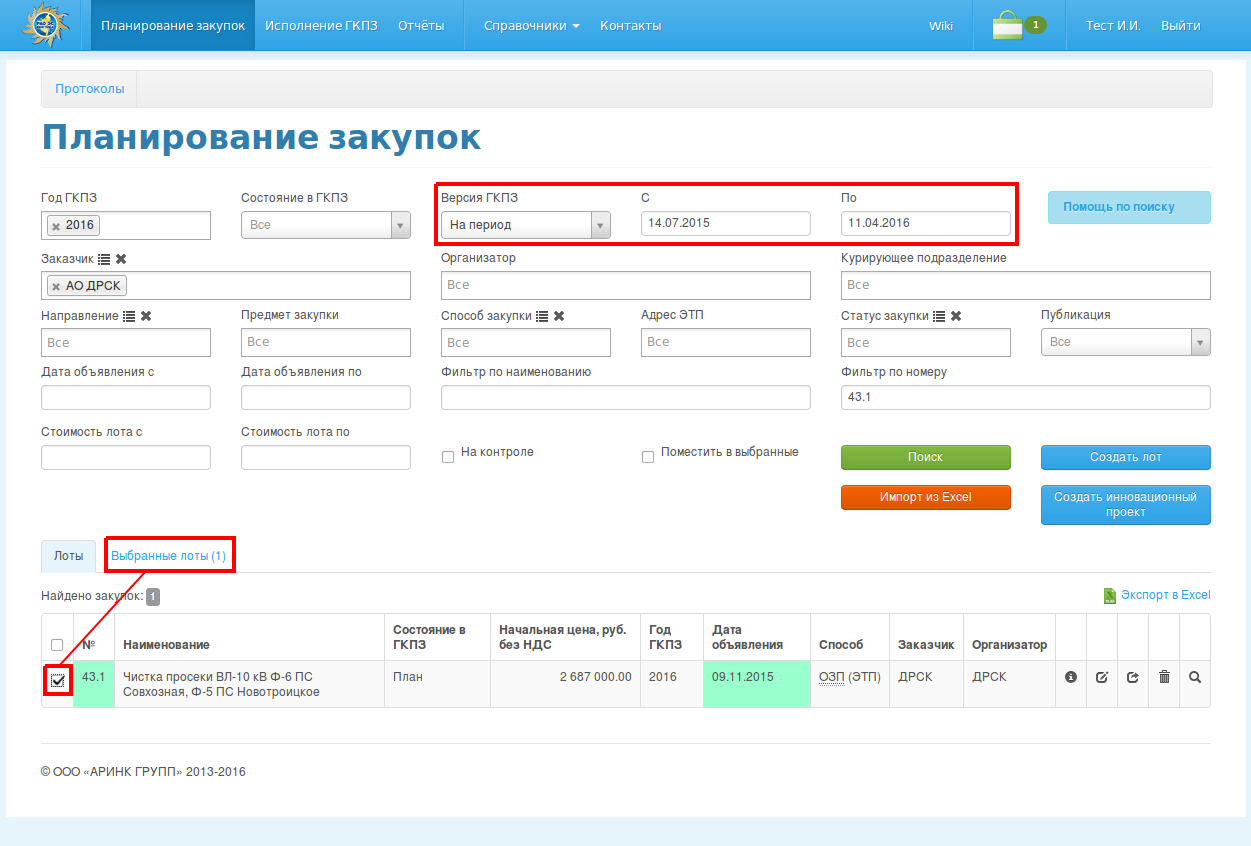 Планирование закупок Исполнение ГКПЗ Отчёты Справочники Контакты Wiki 1 Тест И.И. Выйти
Протоколы
Планирование закупок
Год ГКПЗ Состояние в ГКПЗ Версия ГКПЗ С По Помощь по поиску
2016 Все На период 14.07.2015 11.04.2016
Заказчик Организатор Курирующее подразделение
АО ДРСК Все Все
Направление Предмет закупки Способ закупки Адрес ЭТП Статус закупки Публикация
Все Все Все Все Все Все
Дата объявления с Дата объявления по Фильтр по наименованию Фильтр по номеру
43.1
Стоимость лота с Стоимость лота по На контроле Поместить в выбранные Поиск Создать лот
Импорт из Excel Создать инновационный
проект
Лоты Выбранные лоты (1)
Найдено закупок: 1 Экспорт в Excel
№ Наименование Состояние в Начальная цена, руб. Год Дата Способ Заказчик Организатор
ГКПЗ без НДС ГКПЗ объявления
43.1 Чистка просеки ВЛ-10 кВ Ф-6 ПС План 2 687 000.00 2016 09.11.2015 ОЗП (ЭТП) ДРСК ДРСК
Совхозная, Ф-5 ПС Новотроицкое
© ООО «АРИНК ГРУПП» 2013-2016